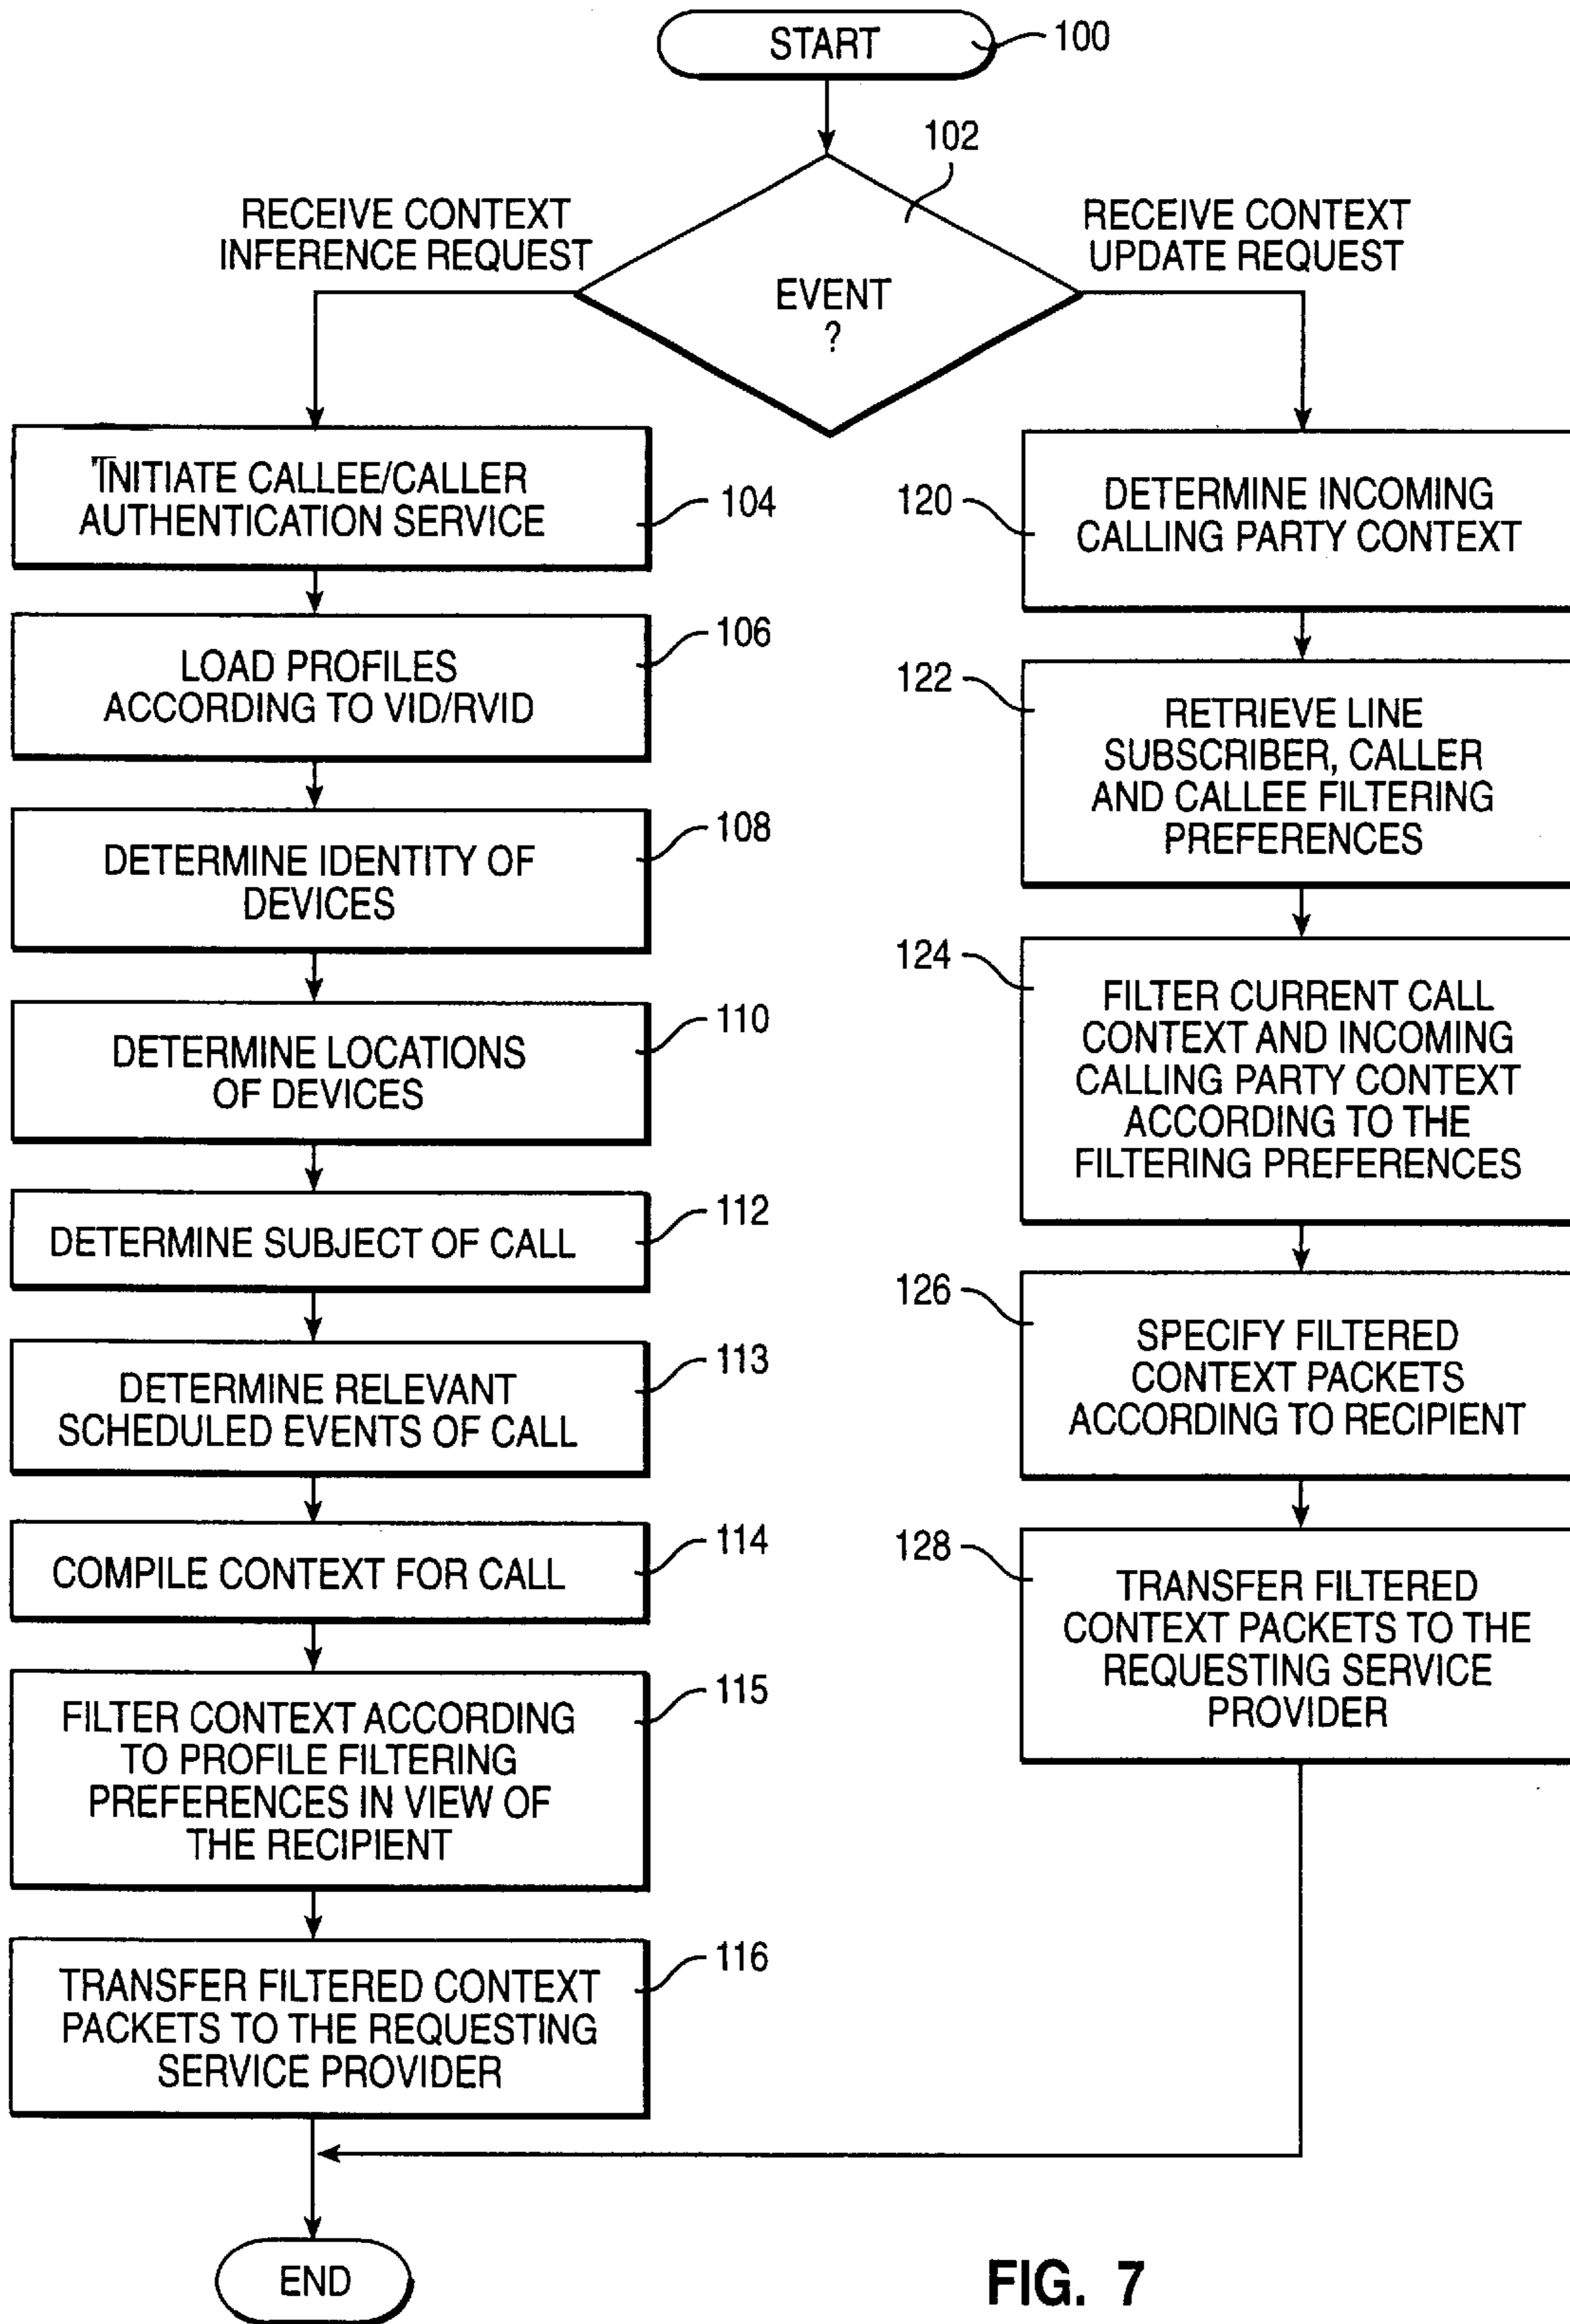 START
100
102
RECEIVE CONTEXT
INFERENCE REQUEST
RECEIVE CONTEXT
UPDATE REQUEST
EVENT
?
INITIATE CALLEE/CALLER
AUTHENTICATION SERVICE
104
LOAD PROFILES
ACCORDING TO VID/RVID
106
DETERMINE IDENTITY OF
DEVICES
108
DETERMINE LOCATIONS
OF DEVICES
110
DETERMINE SUBJECT OF CALL
112
DETERMINE RELEVANT
SCHEDULED EVENTS OF CALL
113
COMPILE CONTEXT FOR CALL
114
FILTER CONTEXT ACCORDING
TO PROFILE FILTERING
PREFERENCES IN VIEW OF
THE RECIPIENT
115
TRANSFER FILTERED CONTEXT
PACKETS TO THE REQUESTING
SERVICE PROVIDER
116
120
DETERMINE INCOMING
CALLING PARTY CONTEXT
122
RETRIEVE LINE
SUBSCRIBER, CALLER
AND CALLEE FILTERING
PREFERENCES
124
FILTER CURRENT CALL
CONTEXT AND INCOMING
CALLING PARTY CONTEXT
ACCORDING TO THE
FILTERING PREFERENCES
126
SPECIFY FILTERED
CONTEXT PACKETS
ACCORDING TO RECIPIENT
128
TRANSFER FILTERED
CONTEXT PACKETS TO THE
REQUESTING SERVICE
PROVIDER
END
FIG. 7